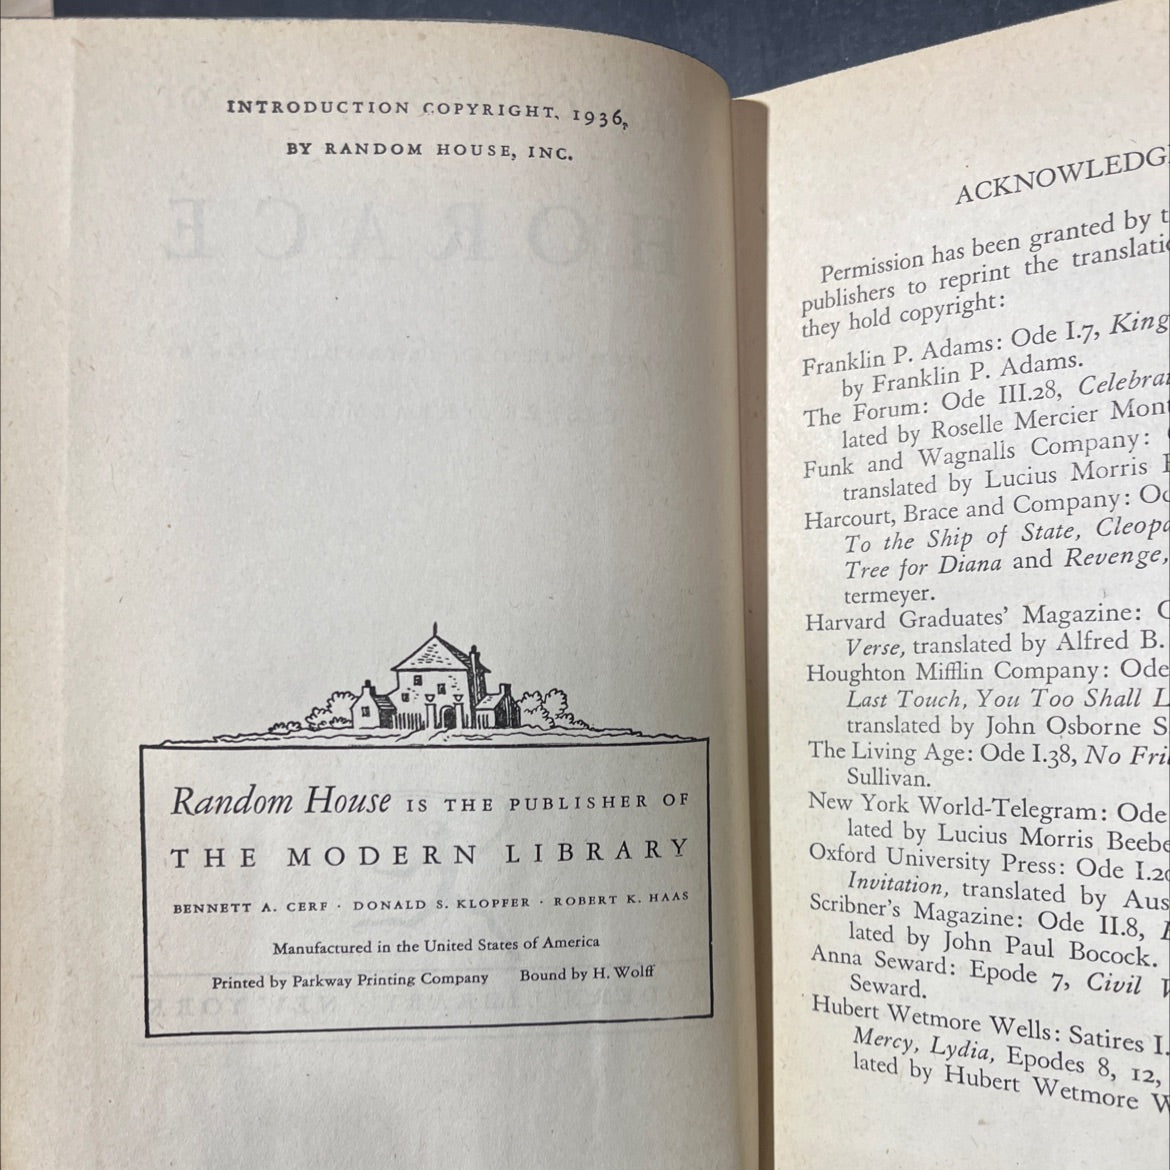 INTRODUCTION COPYRIGHT, 1936,
BY RANDOM HOUSE, INC.
HORACE
Random House IS THE PUBLISHER OF
THE MODERN LIBRARY
BENNETT A. CERF · DONALD S. KLOPFER · ROBERT K. HAAS
Manufactured in the United States of America
Printed by Parkway Printing Company Bound by H. Wolff
ACKNOWLEDG
Permission has been granted by t
publishers to reprint the translatio
they hold copyright:
Franklin P. Adams: Ode I.7, King
by Franklin P. Adams.
The Forum: Ode III.28, Celebra
lated by Roselle Mercier Mont
Funk and Wagnalls Company:
translated by Lucius Morris
Harcourt, Brace and Company: Od
To the Ship of State, Cleopa
Tree for Diana and Revenge,
termeyer.
Harvard Graduates' Magazine:
Verse, translated by Alfred B.
Houghton Mifflin Company: Ode
Last Touch, You Too Shall L
translated by John Osborne S
The Living Age: Ode I.38, No Fri
Sullivan.
New York World-Telegram: Ode
lated by Lucius Morris Beebe
Oxford University Press: Ode I.20
Invitation, translated by Aus
Scribner's Magazine: Ode II.8,
lated by John Paul Bocock.
Anna Seward: Epode 7, Civil
Seward.
Hubert Wetmore Wells: Satires I.
Mercy, Lydia, Epodes 8, 12,
lated by Hubert Wetmore W